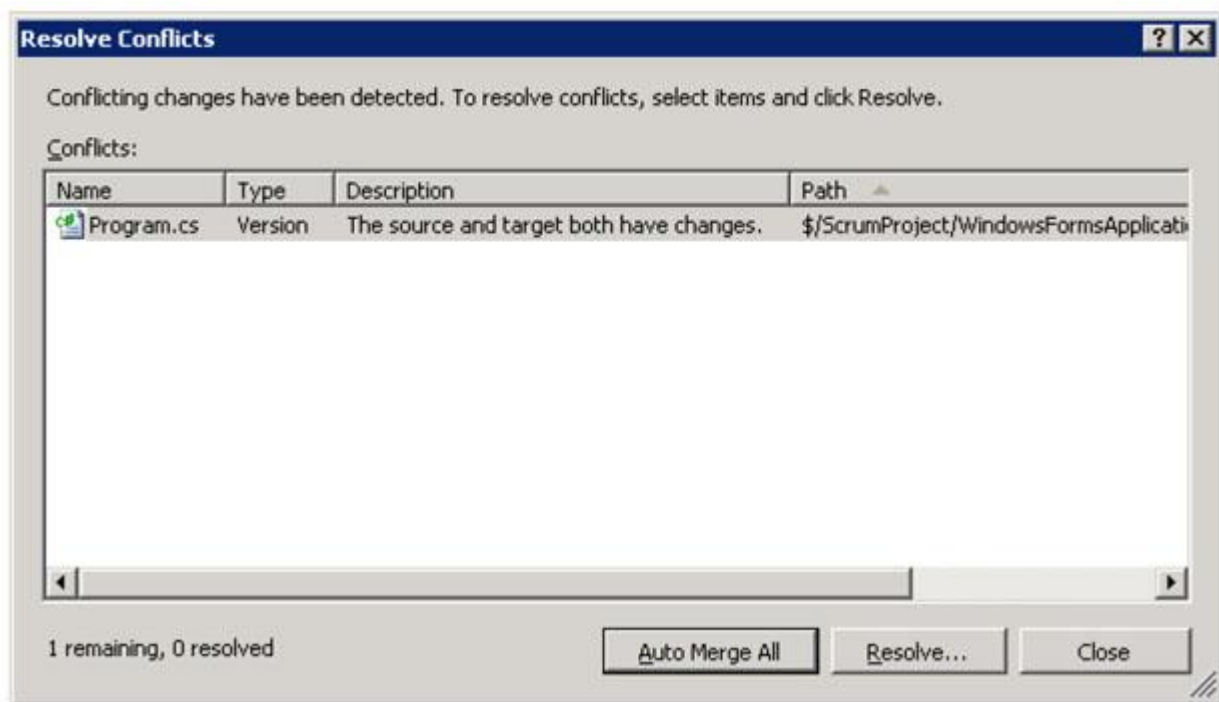 Resolve Conflicts
Conflicting changes have been detected. To resolve conflicts, select items and click Resolve.
Conflicts:
Name Type Description Path
Program.cs Version The source and target both have changes. $/ScrumProject/WindowsFormsApplicati
1 remaining, 0 resolved Auto Merge All Resolve... Close